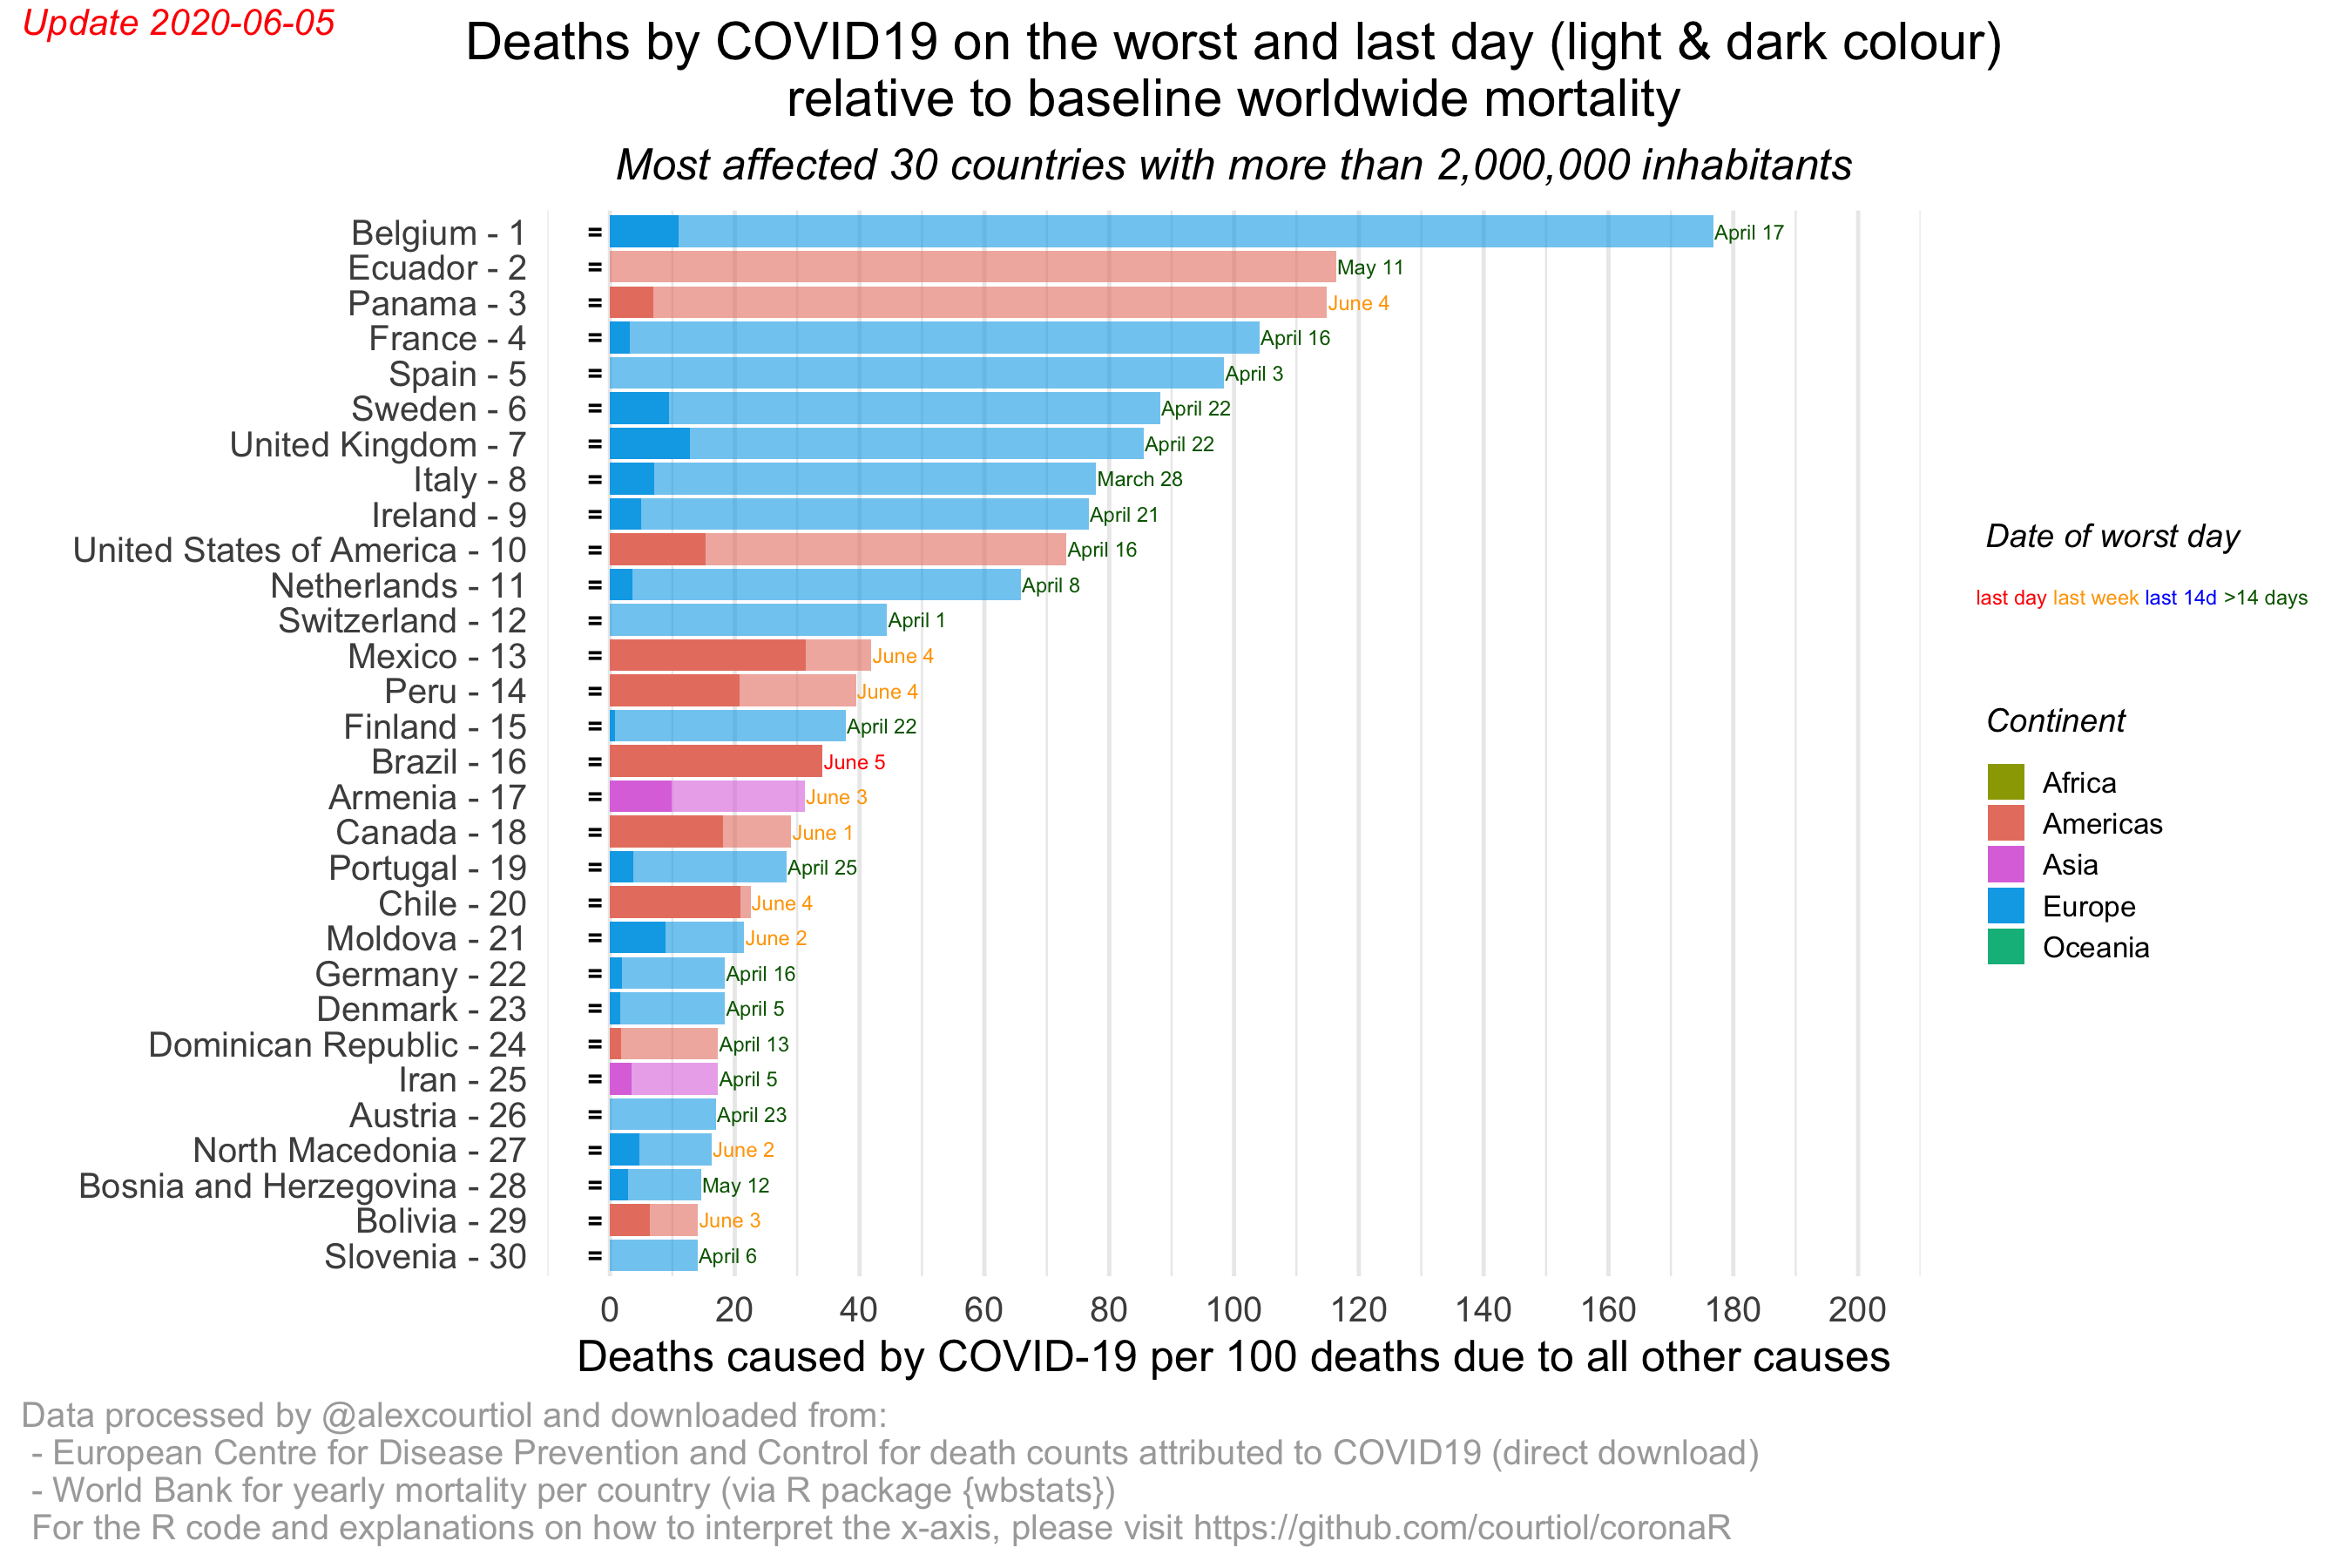 Update 2020-06-05
Deaths by COVID19 on the worst and last day (light & dark colour)
relative to baseline worldwide mortality
Most affected 30 countries with more than 2,000,000 inhabitants
Belgium - 1 = April 17
Ecuador - 2 = May 11
Panama - 3 = June 4
France - 4 = April 16
Spain - 5 = April 3
Sweden - 6 = April 22
United Kingdom - 7 = April 22
Italy - 8 = March 28
Ireland - 9 = April 21
United States of America - 10 = April 16
Netherlands - 11 = April 8
Switzerland - 12 = April 1
Mexico - 13 = June 4
Peru - 14 = June 4
Finland - 15 = April 22
Brazil - 16 = June 5
Armenia - 17 = June 3
Canada - 18 = June 1
Portugal - 19 = April 25
Chile - 20 = June 4
Moldova - 21 = June 2
Germany - 22 = April 16
Denmark - 23 = April 5
Dominican Republic - 24 = April 13
Iran - 25 = April 5
Austria - 26 = April 23
North Macedonia - 27 = June 2
Bosnia and Herzegovina - 28 = May 12
Bolivia - 29 = June 3
Slovenia - 30 = April 6
0 20 40 60 80 100 120 140 160 180 200
Deaths caused by COVID-19 per 100 deaths due to all other causes
Date of worst day
last day last week last 14d >14 days
Continent
Africa
Americas
Asia
Europe
Oceania
Data processed by @alexcourtiol and downloaded from:
- European Centre for Disease Prevention and Control for death counts attributed to COVID19 (direct download)
- World Bank for yearly mortality per country (via R package {wbstats})
For the R code and explanations on how to interpret the x-axis, please visit https://github.com/courtiol/coronaR